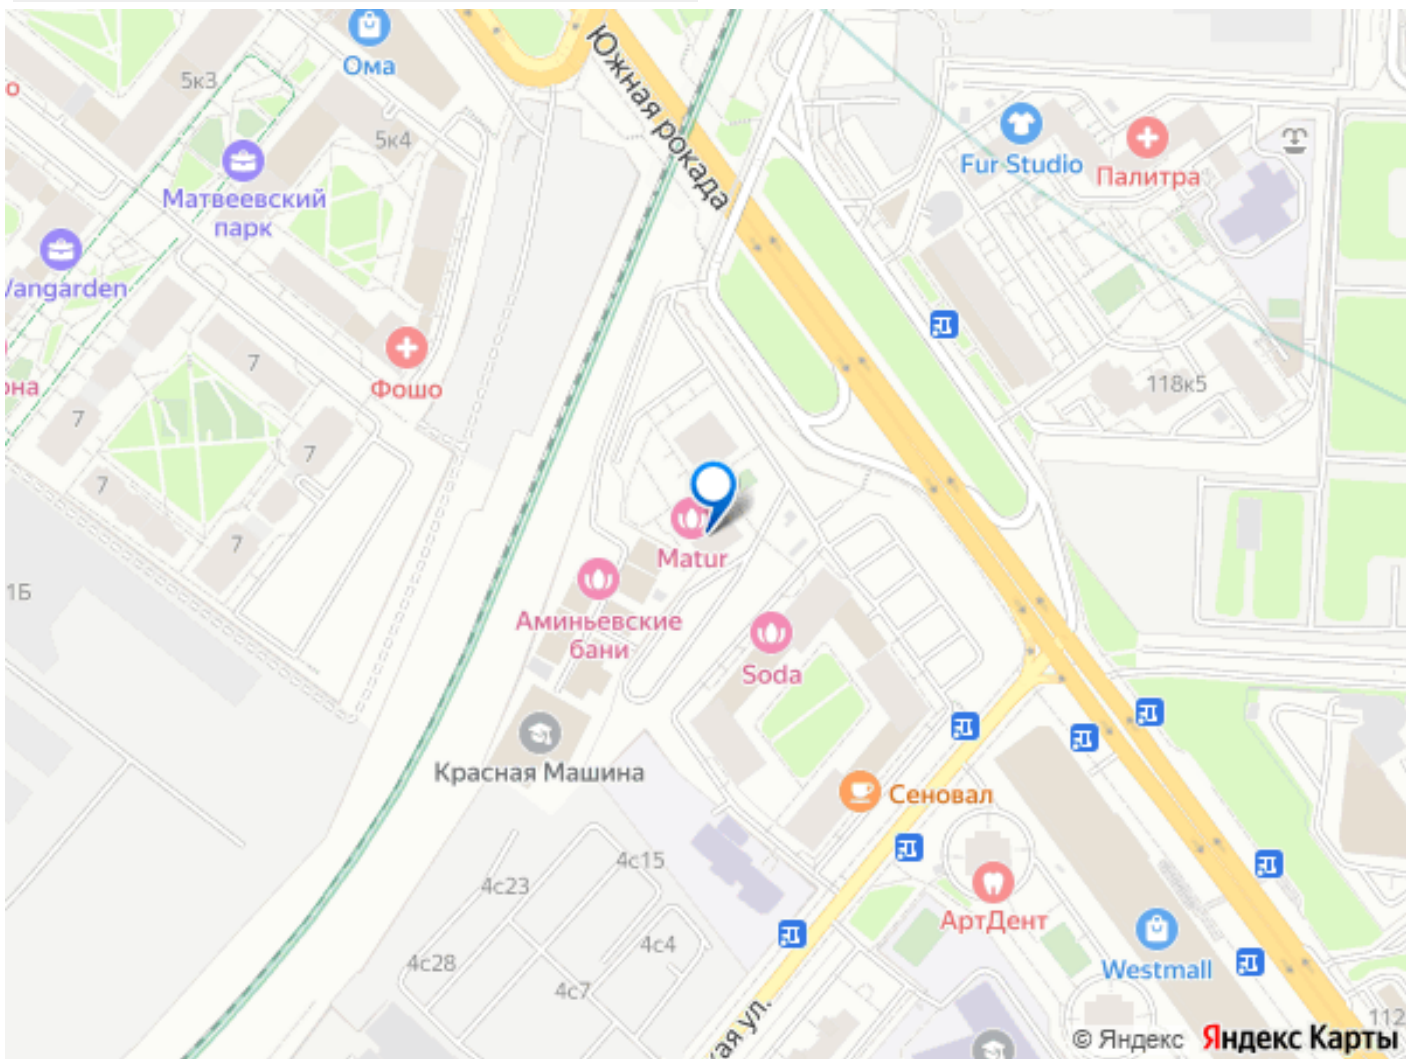 Ома
5к3
Южная рокада
5к4
Fur Studio
Палитра
Матвеевский
парк
Vangarden
Фошо
118к5
7
7
7
7
7
Matur
1Б
Аминьевские
бани
Soda
Красная Машина
Сеновал
4с15
4с23
АртДент
4с4
4с28
Westmall
4с7
112
© Яндекс Яндекс Карты